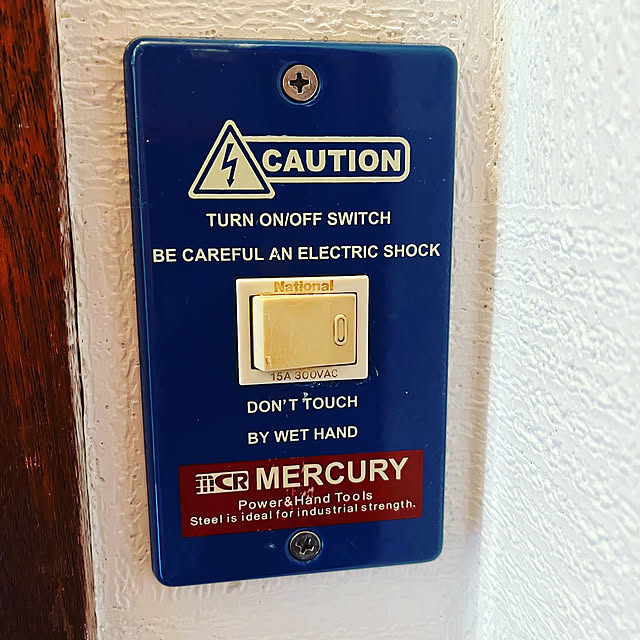 CAUTION
TURN ON/OFF SWITCH
BE CAREFUL AN ELECTRIC SHOCK
National
15A 300VAC
DON'T TOUCH
BY WET HAND
MERCURY
Power&Hand Tools
Steel is ideal for industrial strength.